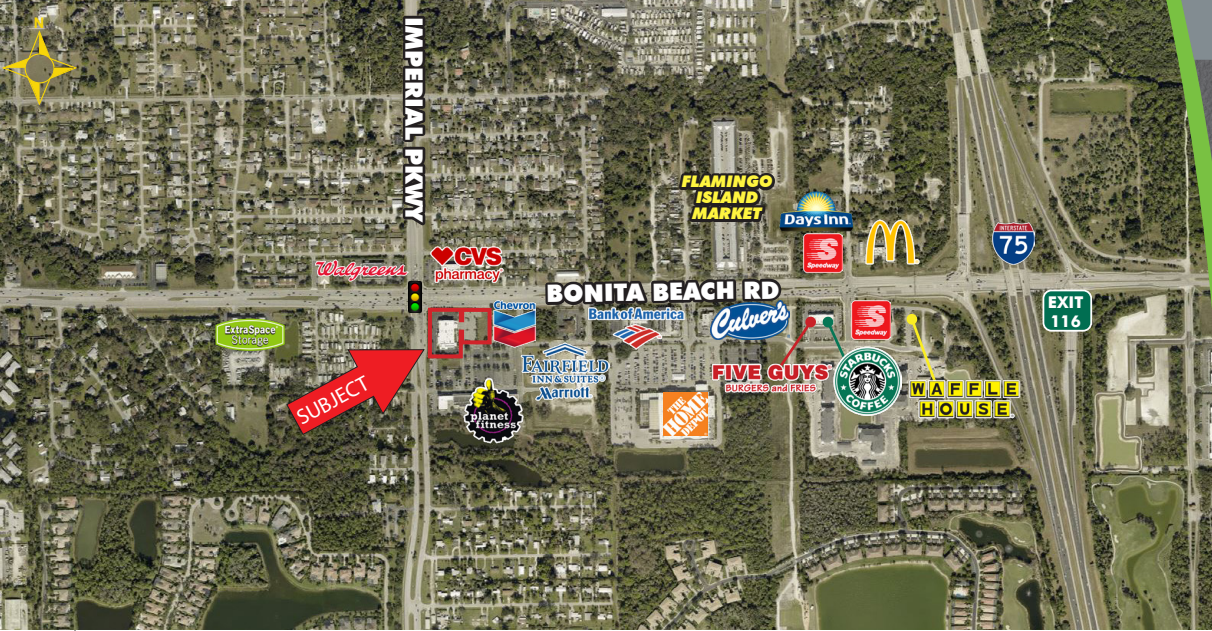 N
IMPERIAL PKWY
FLAMINGO
ISLAND
MARKET
Days Inn
Speedway
M
INTERSTATE
75
Walgreens
CVS
pharmacy
BONITA BEACH RD
EXIT
116
ExtraSpace
Storage
Chevron
Bank of America
Culver's
Speedway
SUBJECT
FAIRFIELD
INN & SUITES®
Marriott
FIVE GUYS
BURGERS and FRIES
STARBUCKS
COFFEE
WAFFLE
HOUSE
planet
fitness
THE
HOME
DEPOT